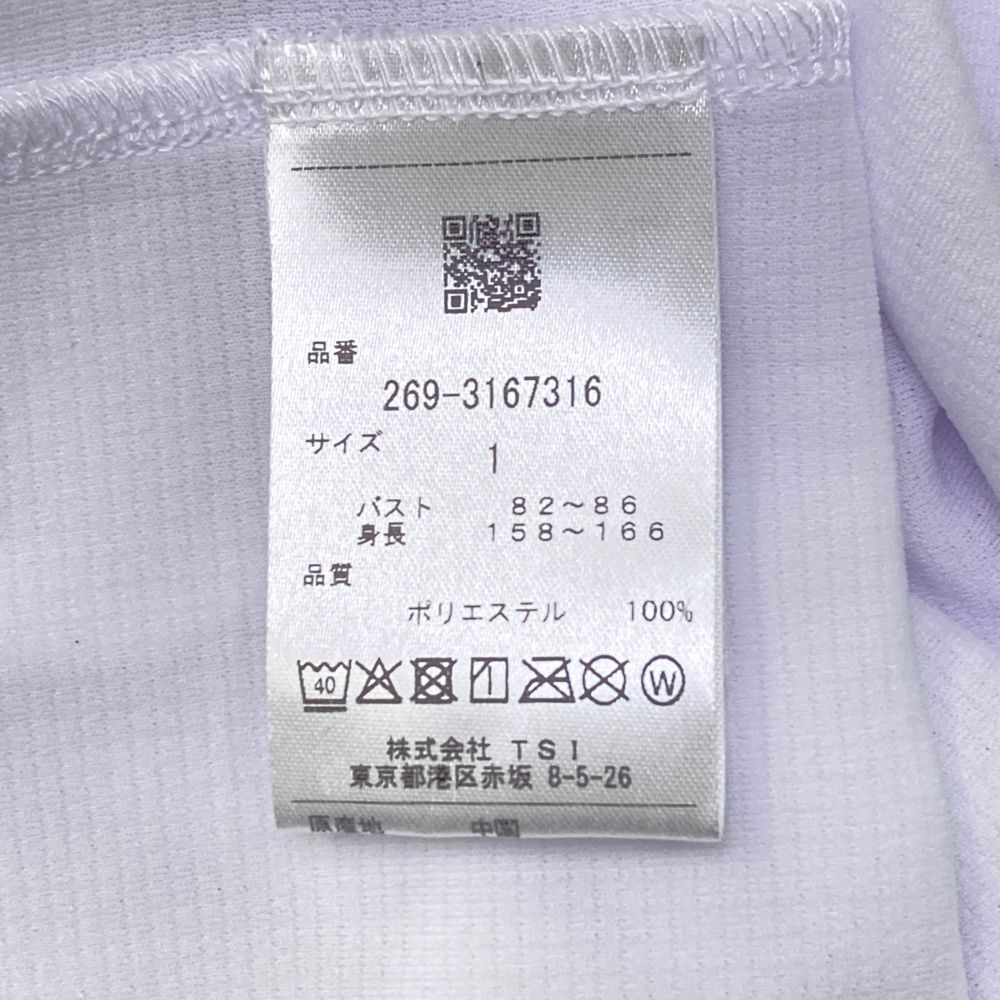 品番
269-3167316
サイズ
1
バスト 82~86
身長 158~166
品質
ポリエステル 100%
40 W
株式会社 TSI
東京都港区赤坂 8-5-26
原産地 中国